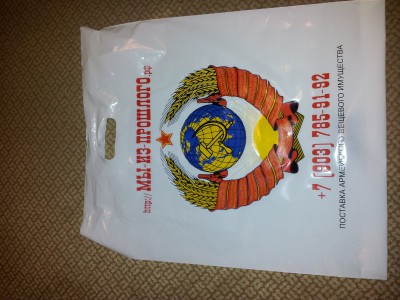 http://МЫ-ИЗ-ПРОШЛОГО.рф
+7 (903) 785-91-92
ПОСТАВКА АРМЕЙСКОГО ВЕЩЕВОГО ИМУЩЕСТВА